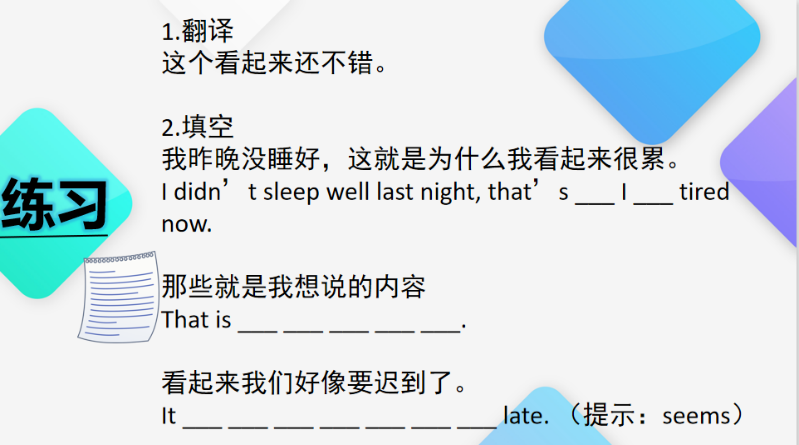 练习
1.翻译
这个看起来还不错。
2.填空
我昨晚没睡好，这就是为什么我看起来很累。
I didn’t sleep well last night, that’s ___ I ___ tired
now.
那些就是我想说的内容
That is ___ ___ ___ ___ ___.
看起来我们好像要迟到了。
It ___ ___ ___ ___ ___ ___ ___ late. （提示：seems）